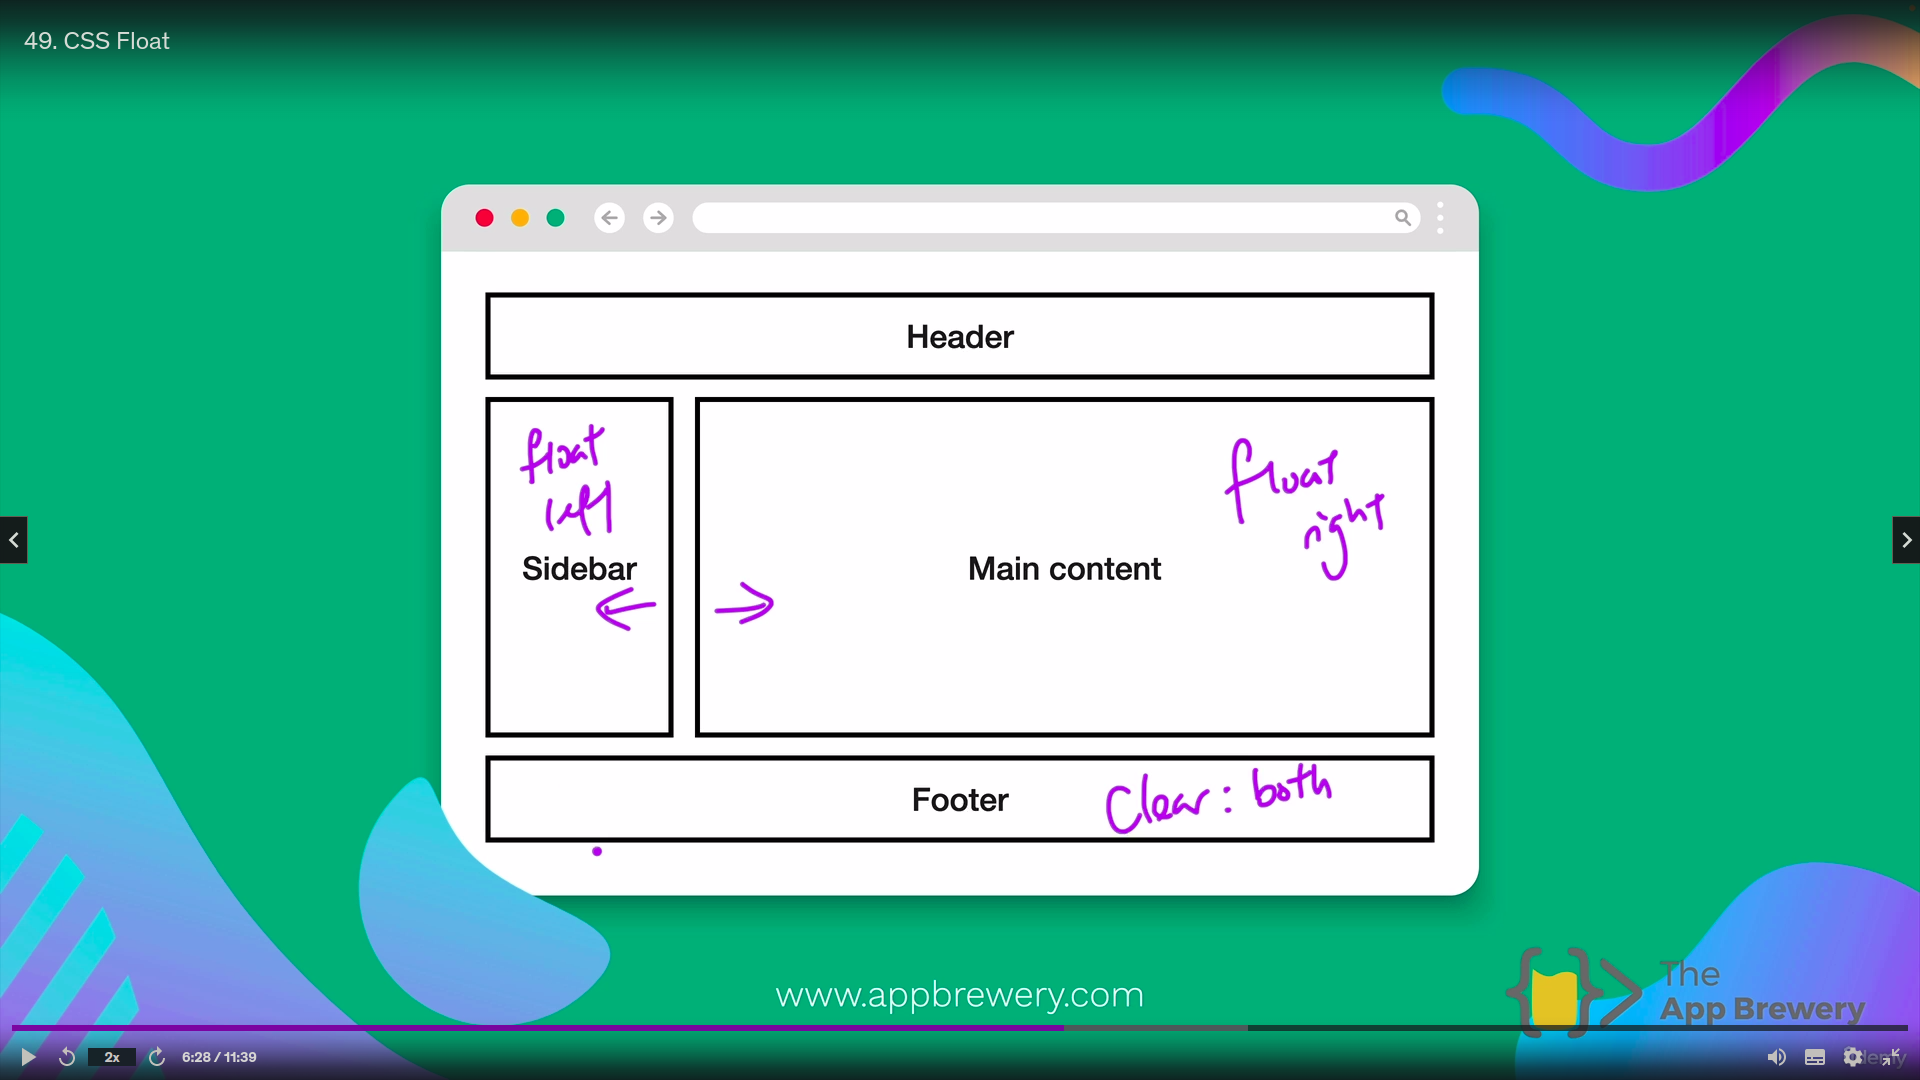 49. CSS Float
Header
float
left
Sidebar
float
right
Main content
Footer
Clear: both
www.appbrewery.com
The
App Brewery
2x
6:28 / 11:39